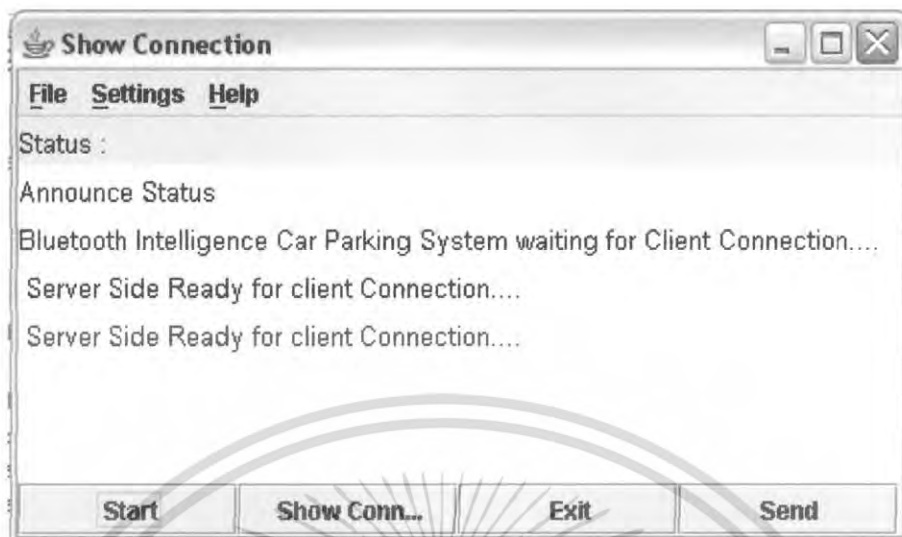 Show Connection
File Settings Help
Status :
Announce Status
Bluetooth Intelligence Car Parking System waiting for Client Connection....
Server Side Ready for client Connection....
Server Side Ready for client Connection....
Start Show Conn... Exit Send